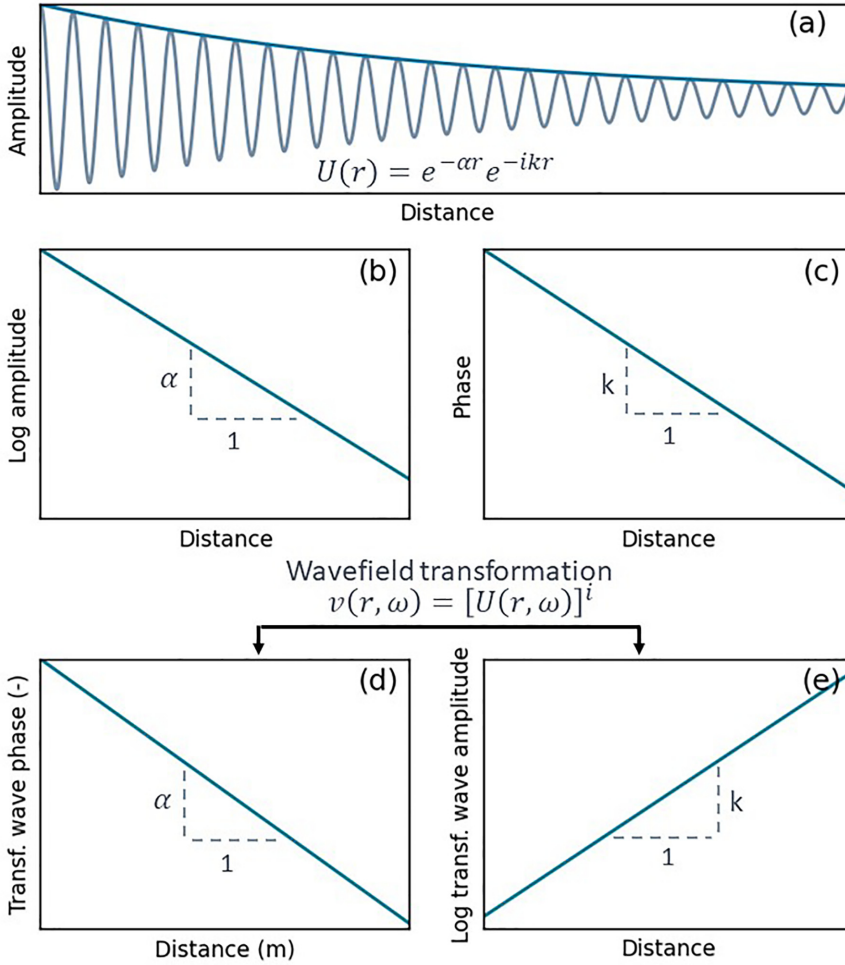 (a)
Amplitude
U(r) = e^{-αr} e^{-ikr}
Distance
(b)
Log amplitude
α
1
Distance
(c)
Phase
k
1
Distance
Wavefield transformation
v(r, ω) = [U(r, ω)]^i
(d)
Transf. wave phase (-)
α
1
Distance (m)
(e)
Log transf. wave amplitude
k
1
Distance